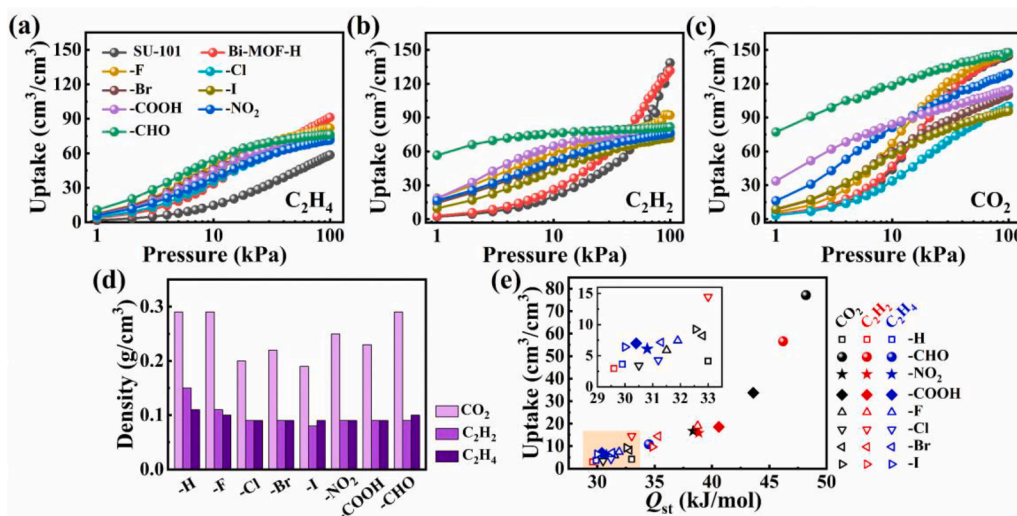 (a)
SU-101
Bi-MOF-H
-F
-Cl
-Br
-I
-COOH
-NO2
-CHO
C2H4
Uptake (cm3/cm3)
150
120
90
60
30
0
1
10
100
Pressure (kPa)
(b)
C2H2
Uptake (cm3/cm3)
150
120
90
60
30
0
1
10
100
Pressure (kPa)
(c)
CO2
Uptake (cm3/cm3)
150
120
90
60
30
0
1
10
100
Pressure (kPa)
(d)
Density (g/cm3)
0.3
0.2
0.1
0.0
-H
-F
-Cl
-Br
-I
-NO2
-COOH
-CHO
CO2
C2H2
C2H4
(e)
Uptake (cm3/cm3)
80
70
60
50
40
30
20
10
0
15
10
5
0
29 30 31 32 33
30
35
40
45
50
Qst (kJ/mol)
CO2
C2H2
C2H4
-H
-CHO
-NO2
-COOH
-F
-Cl
-Br
-I